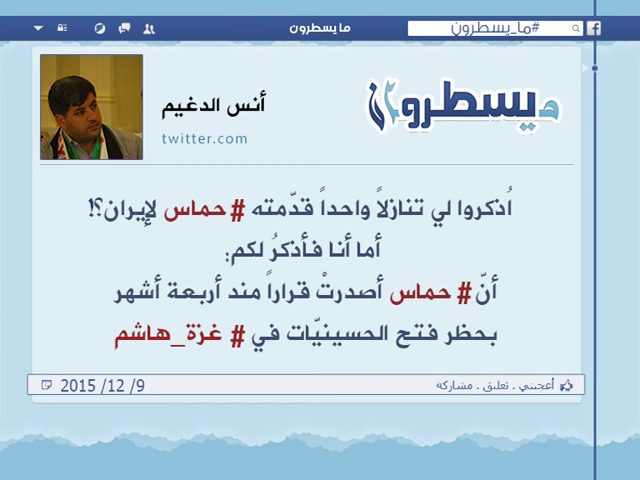 ما يسطرون
#ما_يسطرون
ما يسطرون
أنس الدغيم
twitter.com
اُذكروا لي تنازلاً واحداً قدّمته #حماس لإيران؟!
أما أنا فأذكرُ لكم:
أنّ #حماس أصدرتْ قراراً مند أربعة أشهر
بحظر فتح الحسينيّات في #غزة_هاشم
أعجبني . تعليق . مشاركه
2015 /12 /9